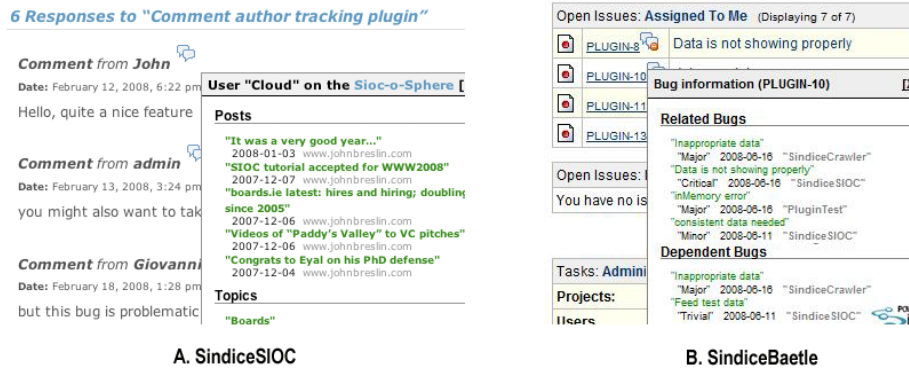 6 Responses to “Comment author tracking plugin”
Comment from John
Date: February 12, 2008, 6:22 pm
Hello, quite a nice feature
Comment from admin
Date: February 13, 2008, 3:24 pm
you might also want to tak
Comment from Giovanni
Date: February 18, 2008, 1:28 pm
but this bug is problematic
User "Cloud" on the Sioc-o-Sphere [
Posts
"It was a very good year..."
2008-01-03 www.johnbreslin.com
"SIOC tutorial accepted for WWW2008"
2007-12-07 www.johnbreslin.com
"boards.ie latest: hires and hiring; doubling
since 2005"
2007-12-06 www.johnbreslin.com
"Videos of "Paddy's Valley" to VC pitches"
2007-12-06 www.johnbreslin.com
"Congrats to Eyal on his PhD defense"
2007-12-04 www.johnbreslin.com
Topics
"Boards"
A. SindiceSIOC
Open Issues: Assigned To Me (Displaying 7 of 7)
PLUGIN-8 Data is not showing properly
PLUGIN-10
PLUGIN-11
PLUGIN-13
Open Issues:
You have no is
Tasks: Admini
Projects:
Users
Bug information (PLUGIN-10)
Related Bugs
"Inappropriate data"
"Major" 2008-06-16 "SindiceCrawler"
"Data is not showing properly"
"Critical" 2008-06-16 "SindiceSIOC"
"inMemory error"
"Major" 2008-06-16 "PluginTest"
"consistent data needed"
"Minor" 2008-06-11 "SindiceSIOC"
Dependent Bugs
"Inappropriate data"
"Major" 2008-06-16 "SindiceCrawler"
"Feed test data"
"Trivial" 2008-06-11 "SindiceSIOC"
B. SindiceBaetle